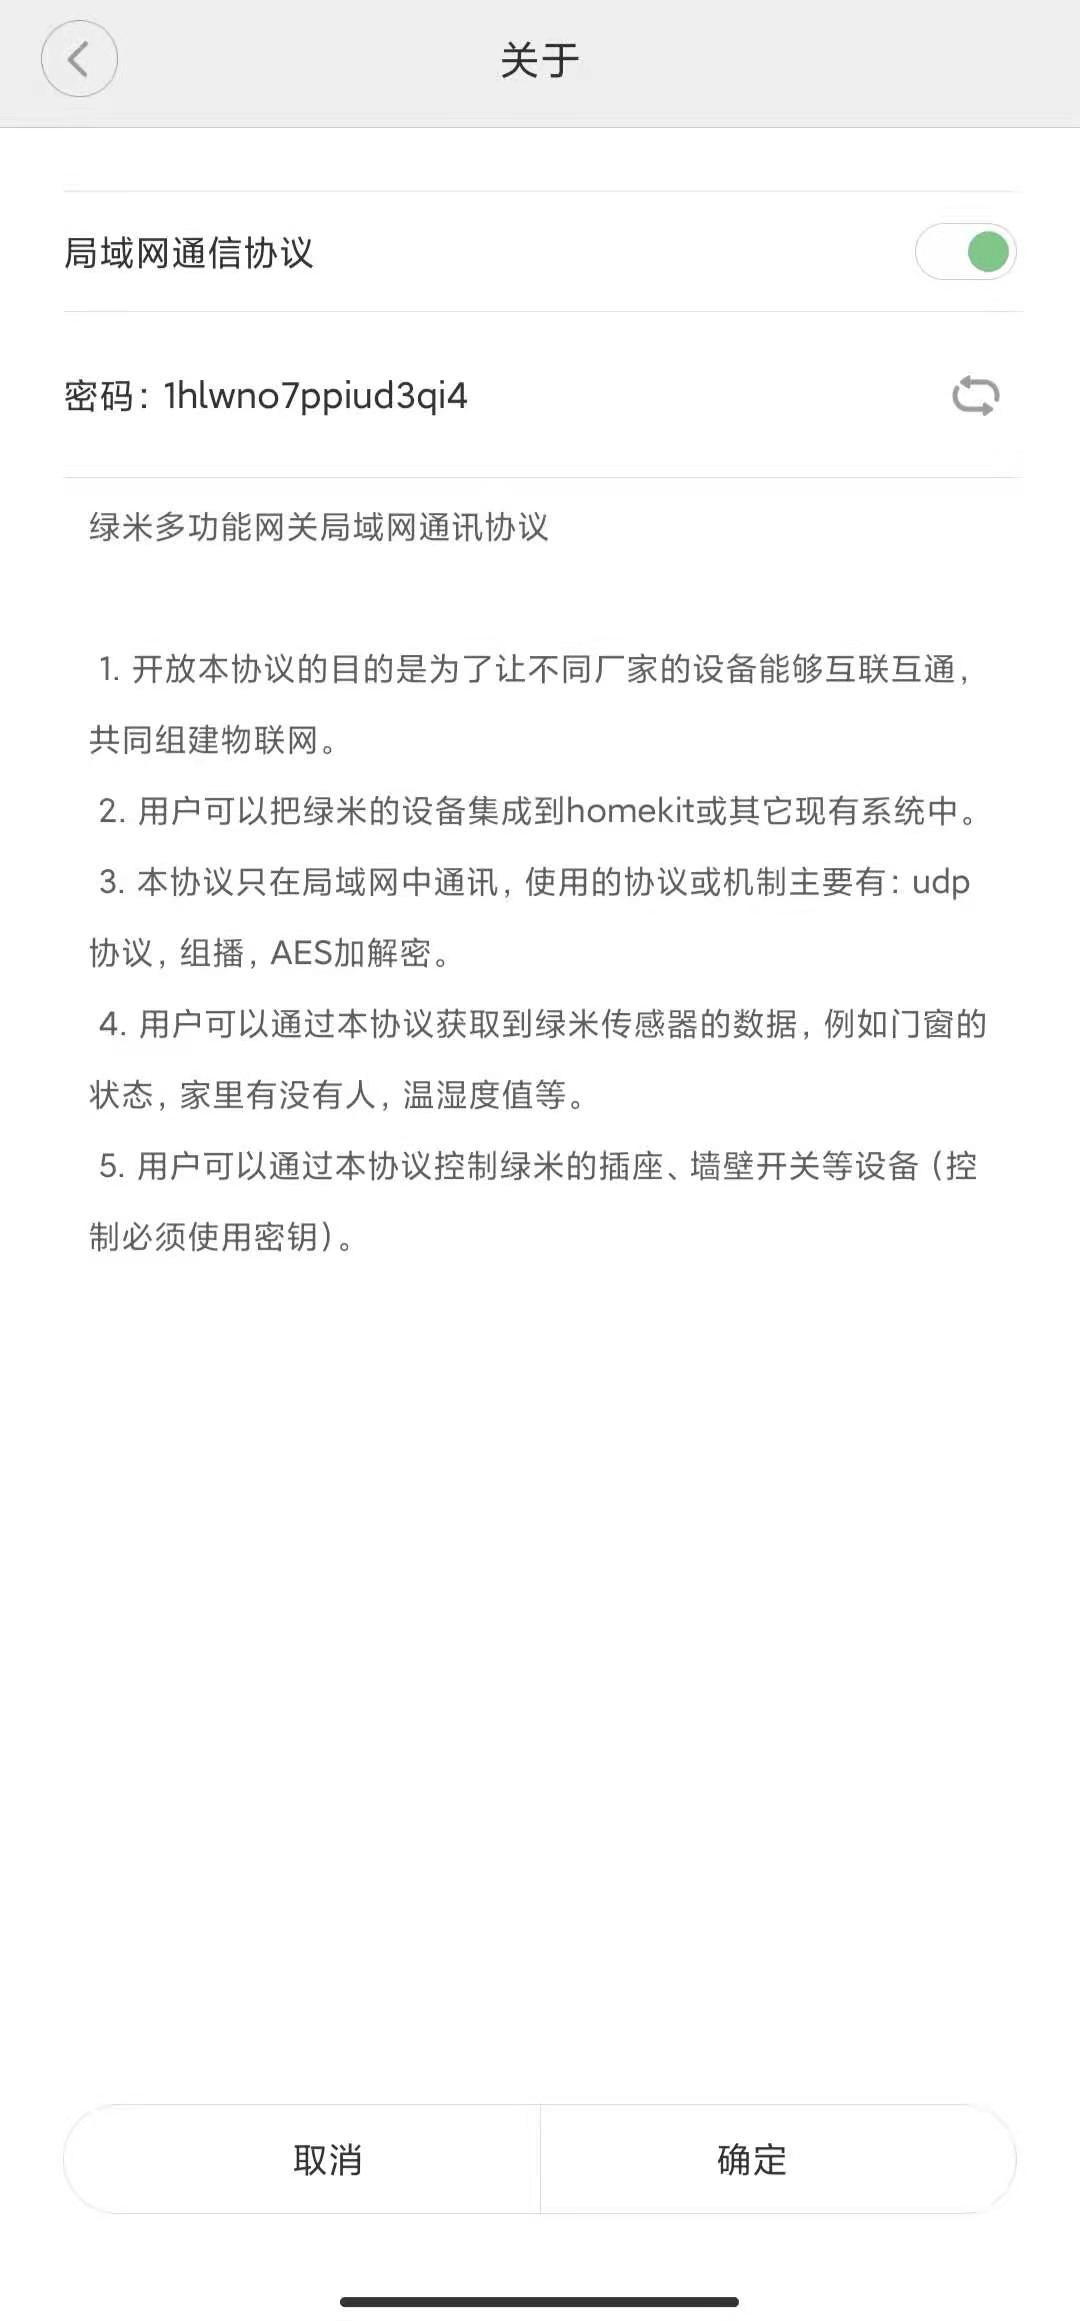 关于
局域网通信协议
密码：1hlwno7ppiud3qi4
绿米多功能网关局域网通讯协议
1. 开放本协议的目的是为了让不同厂家的设备能够互联互通，
共同组建物联网。
2. 用户可以把绿米的设备集成到homekit或其它现有系统中。
3. 本协议只在局域网中通讯，使用的协议或机制主要有：udp
协议，组播，AES加解密。
4. 用户可以通过本协议获取到绿米传感器的数据，例如门窗的
状态，家里有没有人，温湿度值等。
5. 用户可以通过本协议控制绿米的插座、墙壁开关等设备（控
制必须使用密钥）。
取消
确定